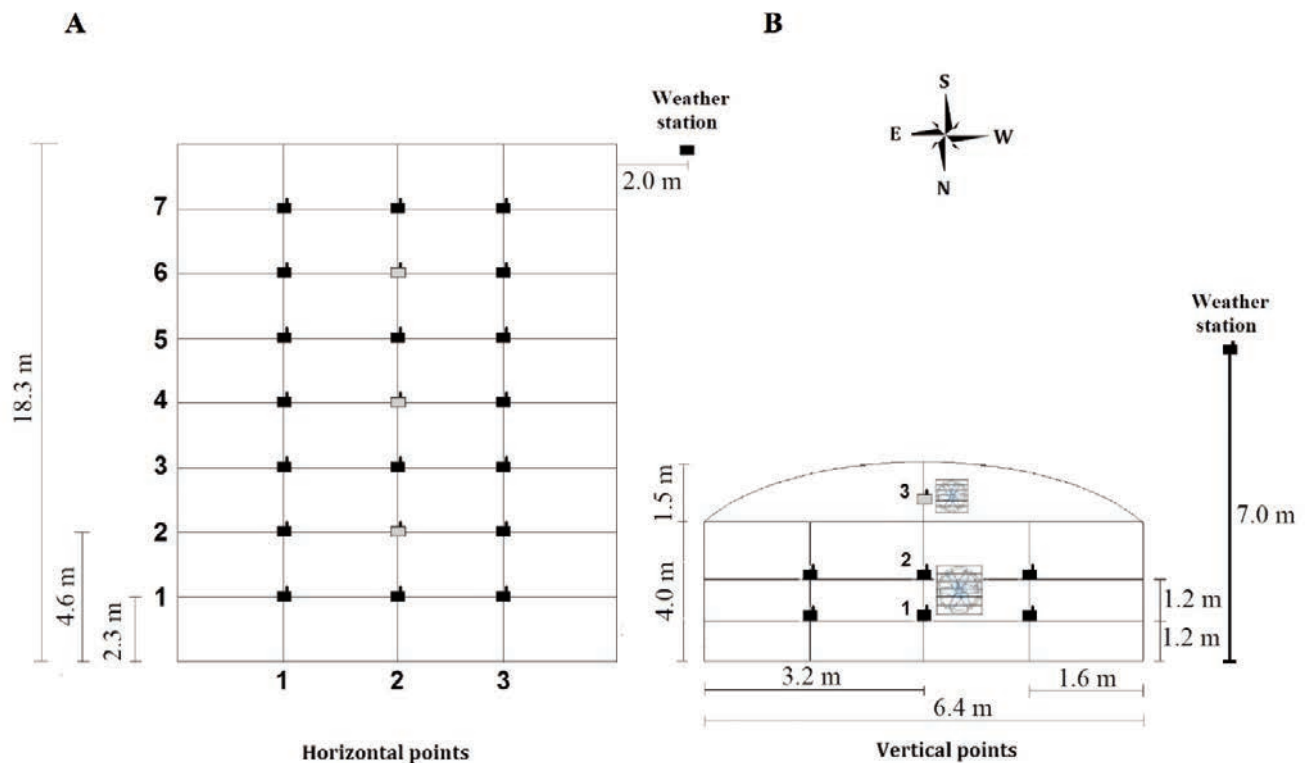 A
B
Weather
station
2.0 m
S
E
W
N
18.3 m
4.6 m
2.3 m
7
6
5
4
3
2
1
1 2 3
Horizontal points
Weather
station
7.0 m
1.5 m
4.0 m
3
2
1
1.2 m
1.2 m
3.2 m
1.6 m
6.4 m
Vertical points